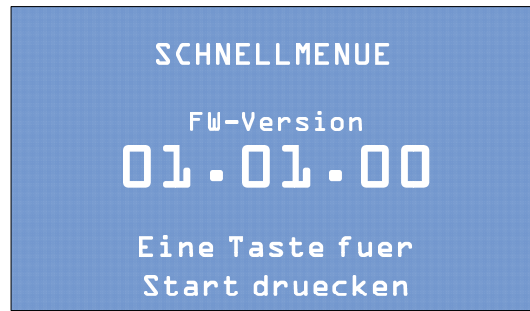 SCHNELLMENUE
FW-Version
01.01.00
Eine Taste fuer
Start druecken